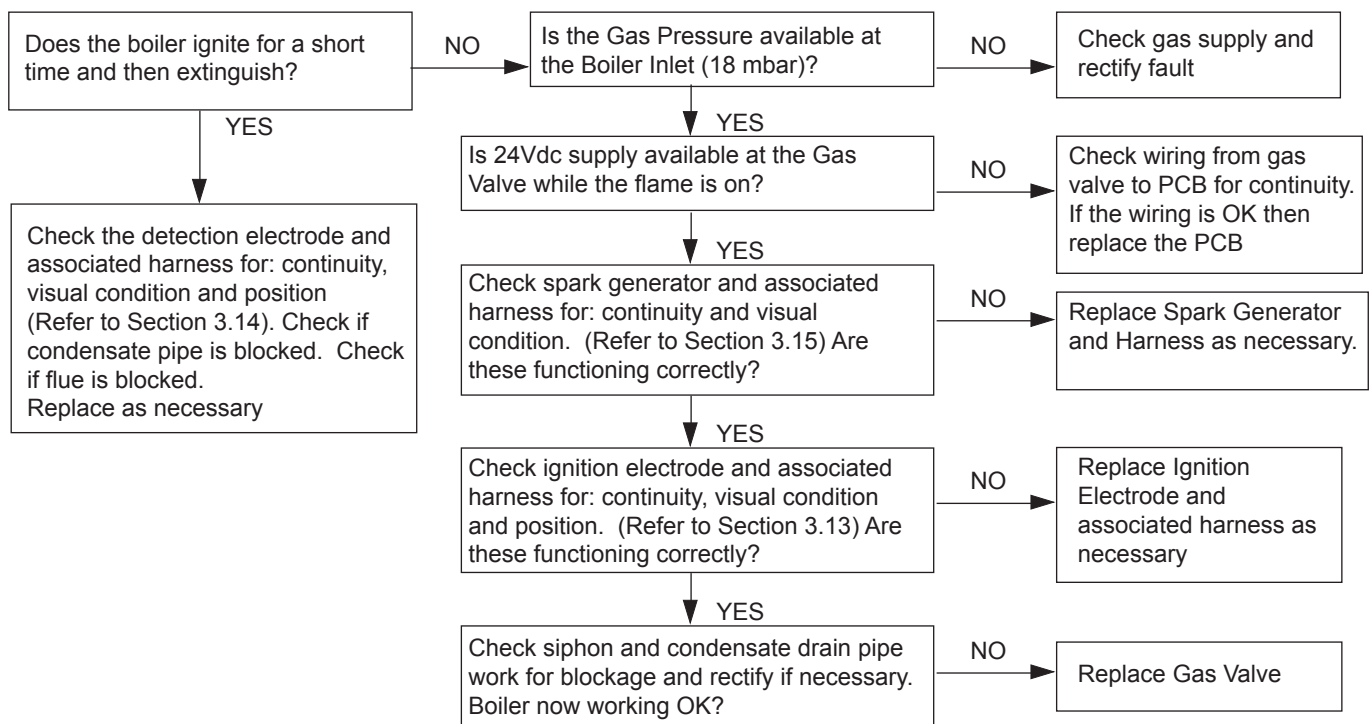 Does the boiler ignite for a short
time and then extinguish?
NO
Is the Gas Pressure available at
the Boiler Inlet (18 mbar)?
NO
Check gas supply and
rectify fault
YES
YES
Is 24Vdc supply available at the Gas
Valve while the flame is on?
NO
Check wiring from gas
valve to PCB for continuity.
If the wiring is OK then
replace the PCB
Check the detection electrode and
associated harness for: continuity,
visual condition and position
(Refer to Section 3.14). Check if
condensate pipe is blocked.  Check
if flue is blocked.
Replace as necessary
YES
Check spark generator and associated
harness for: continuity and visual
condition.  (Refer to Section 3.15) Are
these functioning correctly?
NO
Replace Spark Generator
and Harness as necessary.
YES
Check ignition electrode and associated
harness for: continuity, visual condition
and position.  (Refer to Section 3.13) Are
these functioning correctly?
NO
Replace Ignition
Electrode and
associated harness as
necessary
YES
Check siphon and condensate drain pipe
work for blockage and rectify if necessary.
Boiler now working OK?
NO
Replace Gas Valve